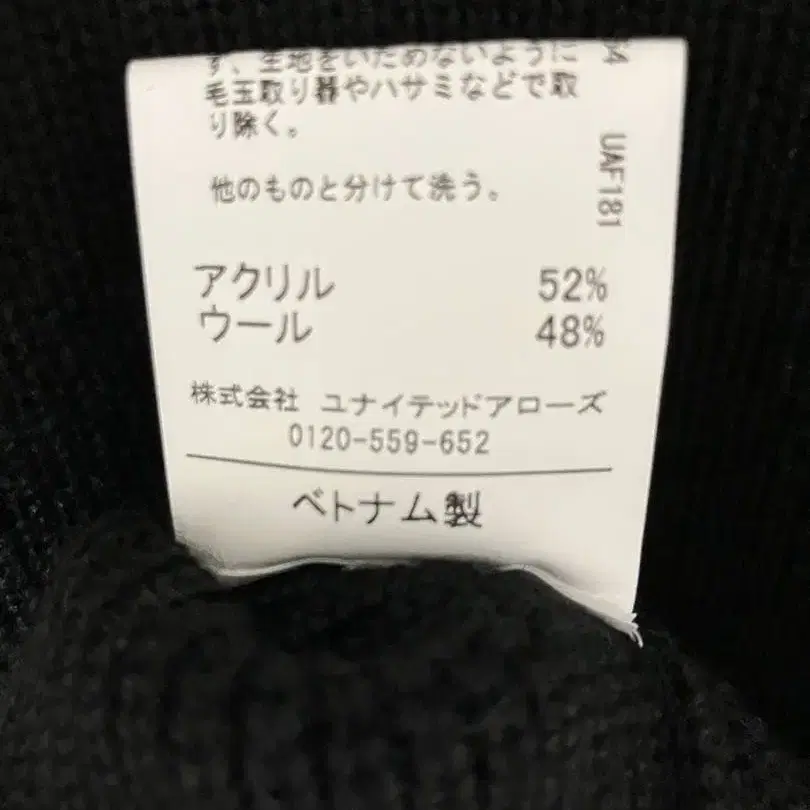 ず、生地をいためないように
毛玉取り器やハサミなどで取
り除く。
他のものと分けて洗う。
アクリル 52%
ウール 48%
株式会社 ユナイテッドアローズ
0120-559-652
ベトナム製
UAF181